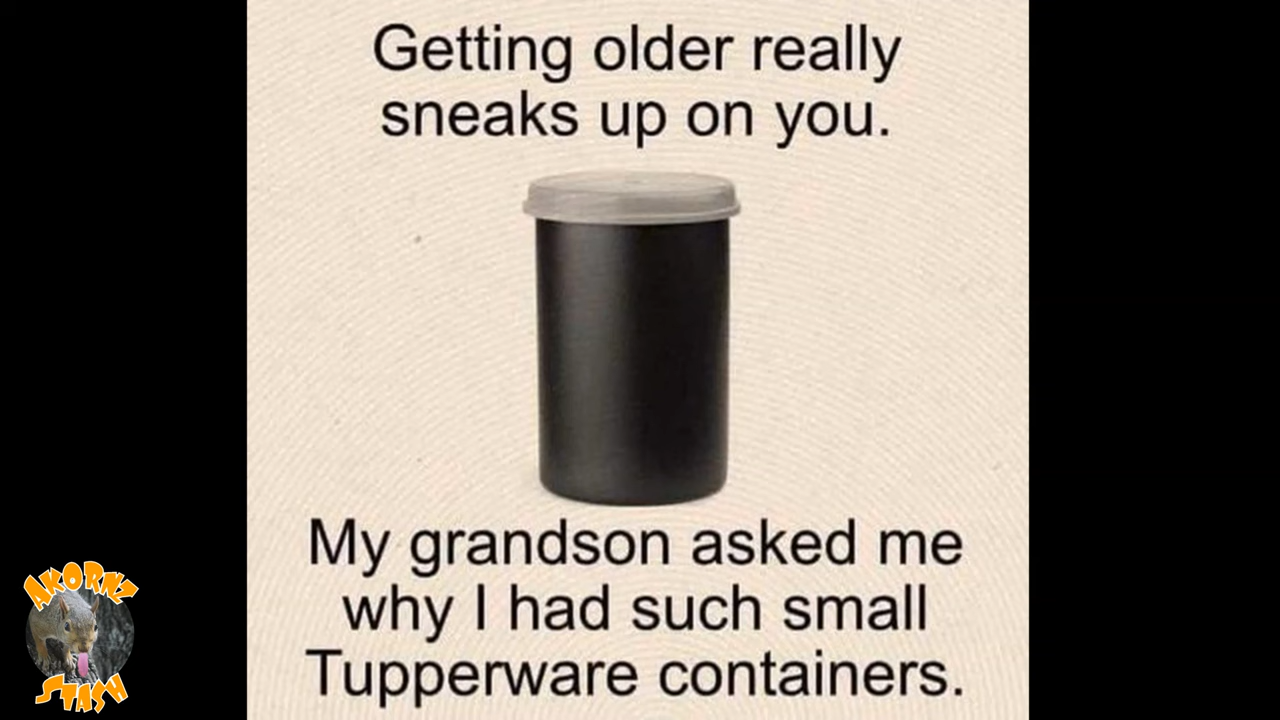 Getting older really
sneaks up on you.
My grandson asked me
why I had such small
Tupperware containers.
AKORNZ
STASH